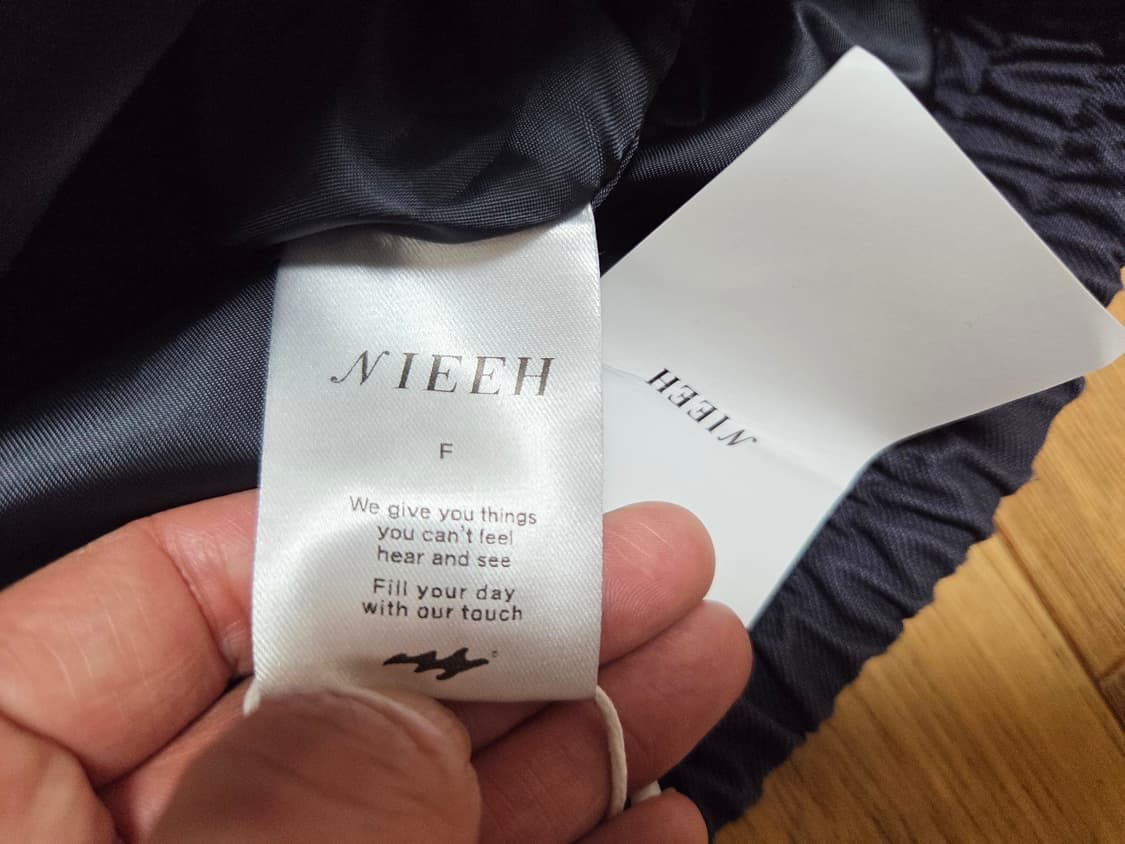 NIEEH
F
We give you things
you can't feel
hear and see
Fill your day
with our touch
NIEEH